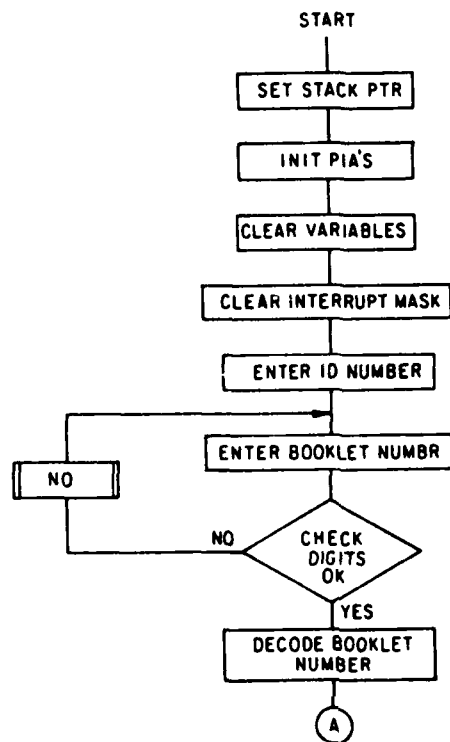 START
SET STACK PTR
INIT PIA'S
CLEAR VARIABLES
CLEAR INTERRUPT MASK
ENTER ID NUMBER
ENTER BOOKLET NUMBR
NO
NO
CHECK
DIGITS
OK
YES
DECODE BOOKLET
NUMBER
A